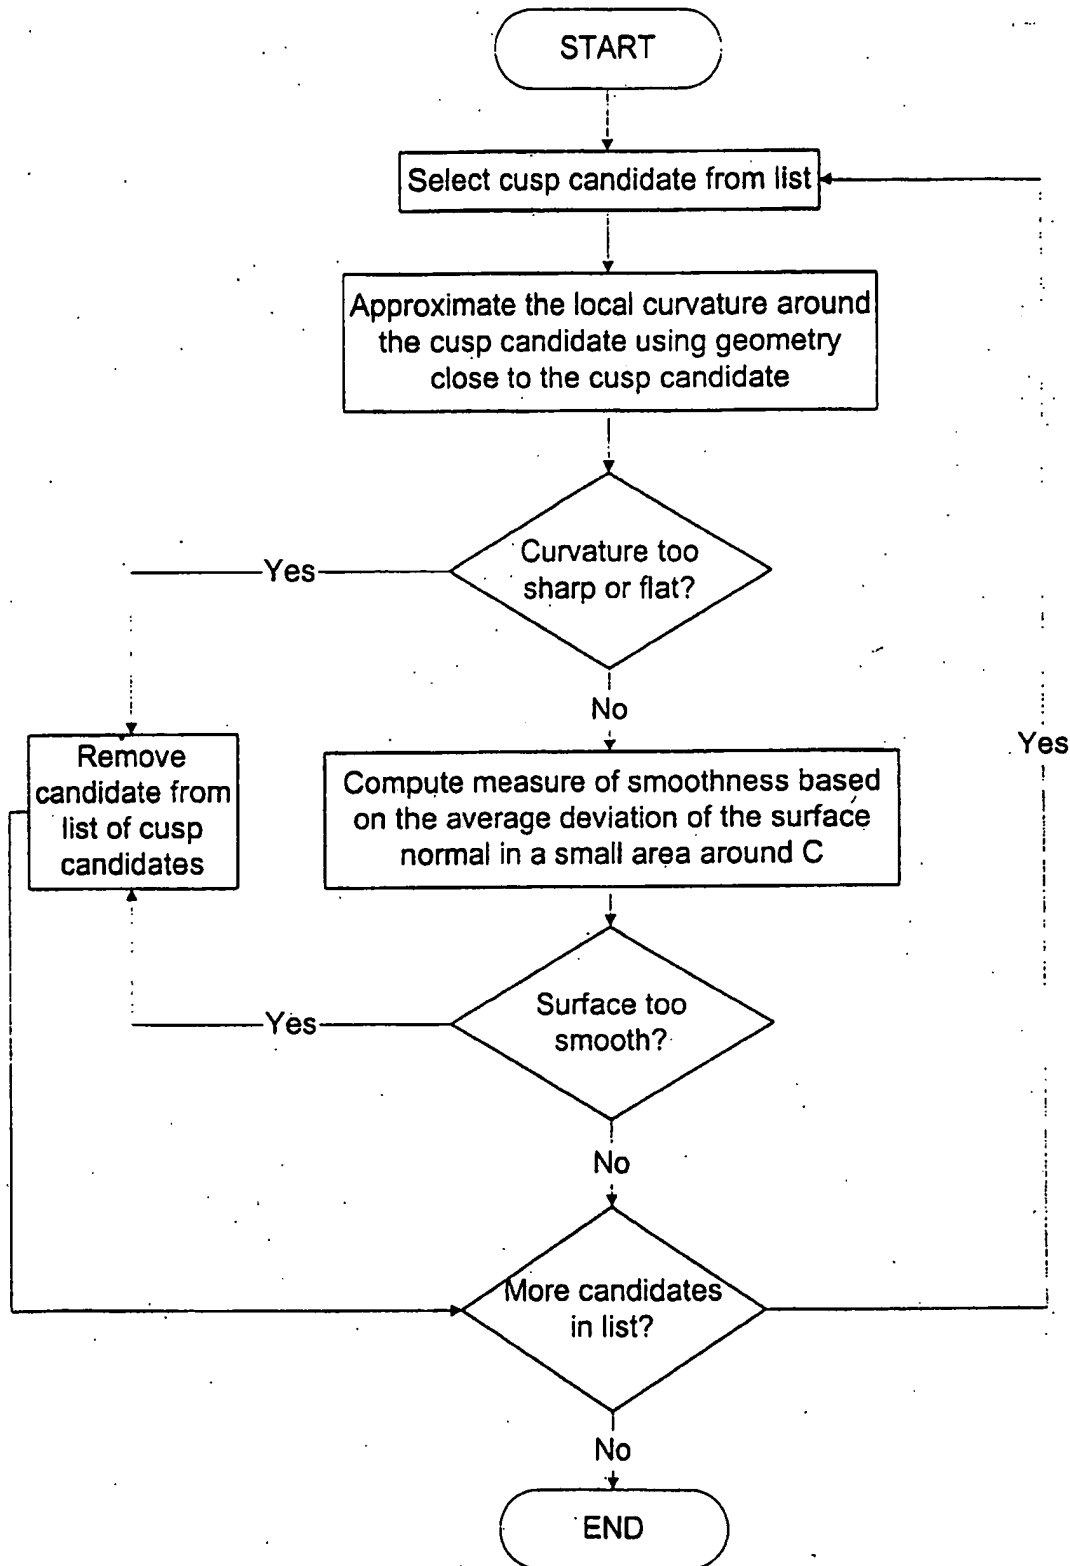 START
Select cusp candidate from list
Approximate the local curvature around
the cusp candidate using geometry
close to the cusp candidate
Curvature too
sharp or flat?
Yes
No
Remove
candidate from
list of cusp
candidates
Compute measure of smoothness based
on the average deviation of the surface
normal in a small area around C
Yes
Surface too
smooth?
Yes
No
More candidates
in list?
No
END